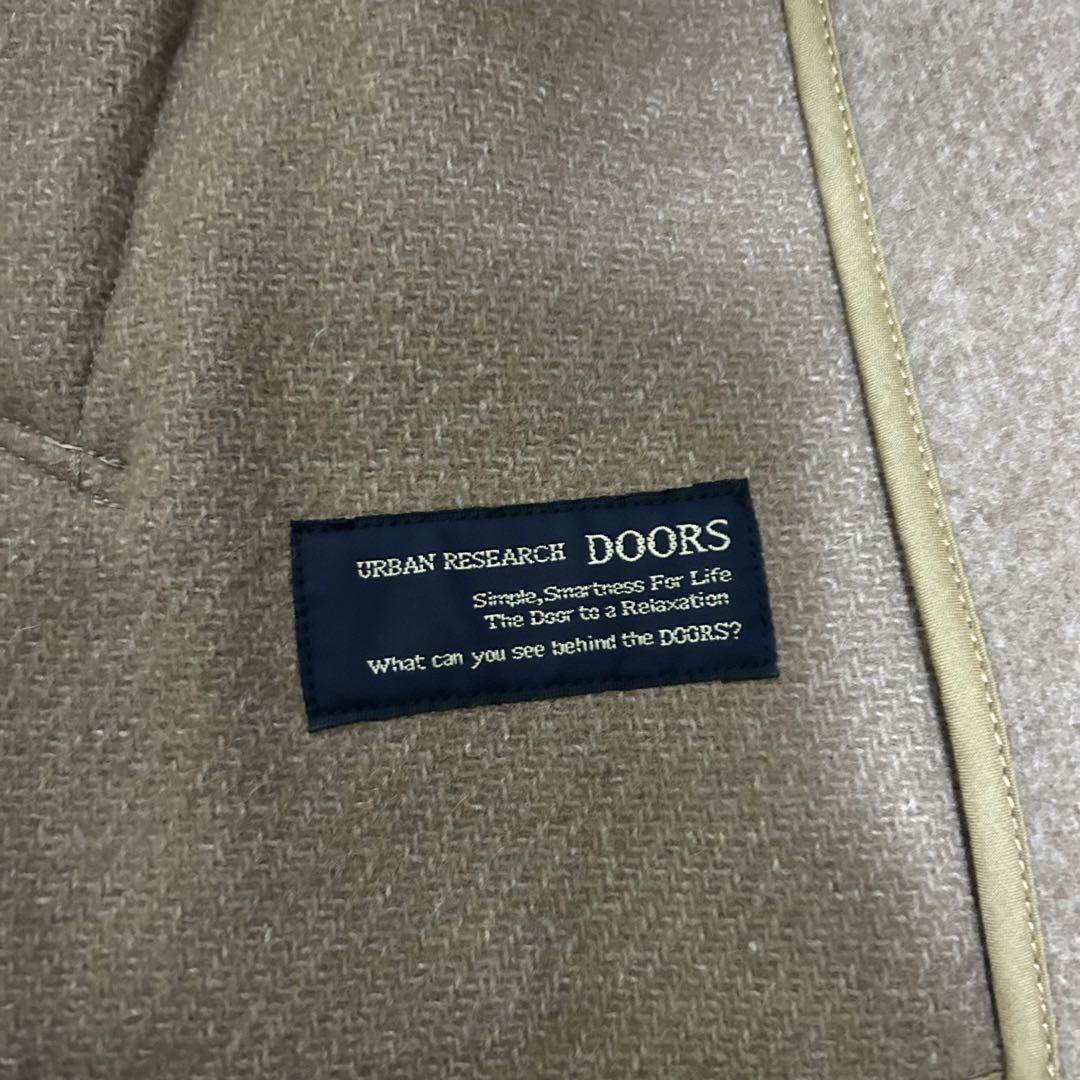 URBAN RESEARCH DOORS
Simple,Smartness For Life
The Door to a Relaxation
What can you see behind the DOORS?